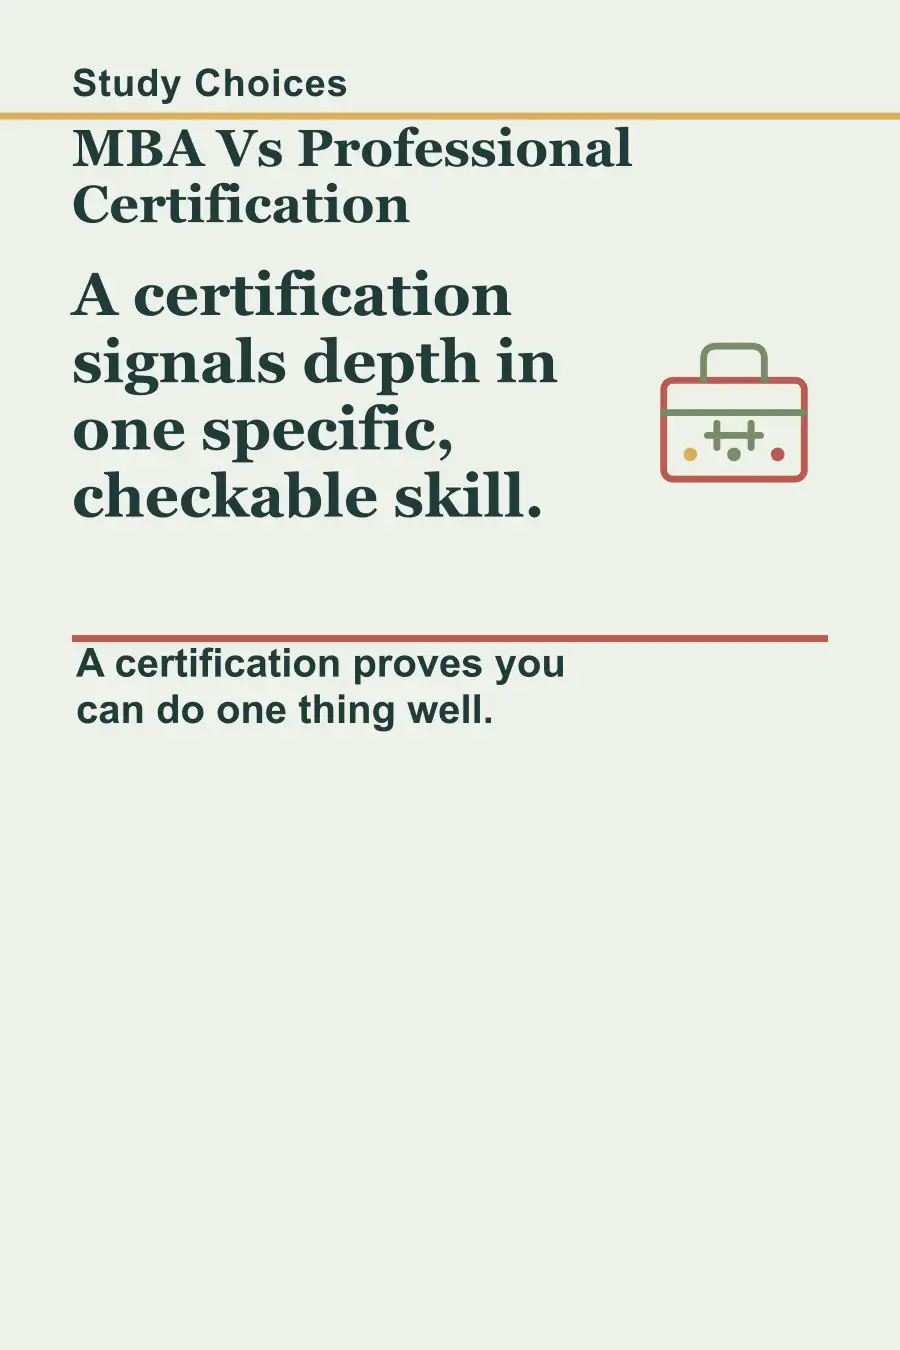 Study Choices
MBA Vs Professional
Certification
A certification
signals depth in
one specific,
checkable skill.
A certification proves you
can do one thing well.